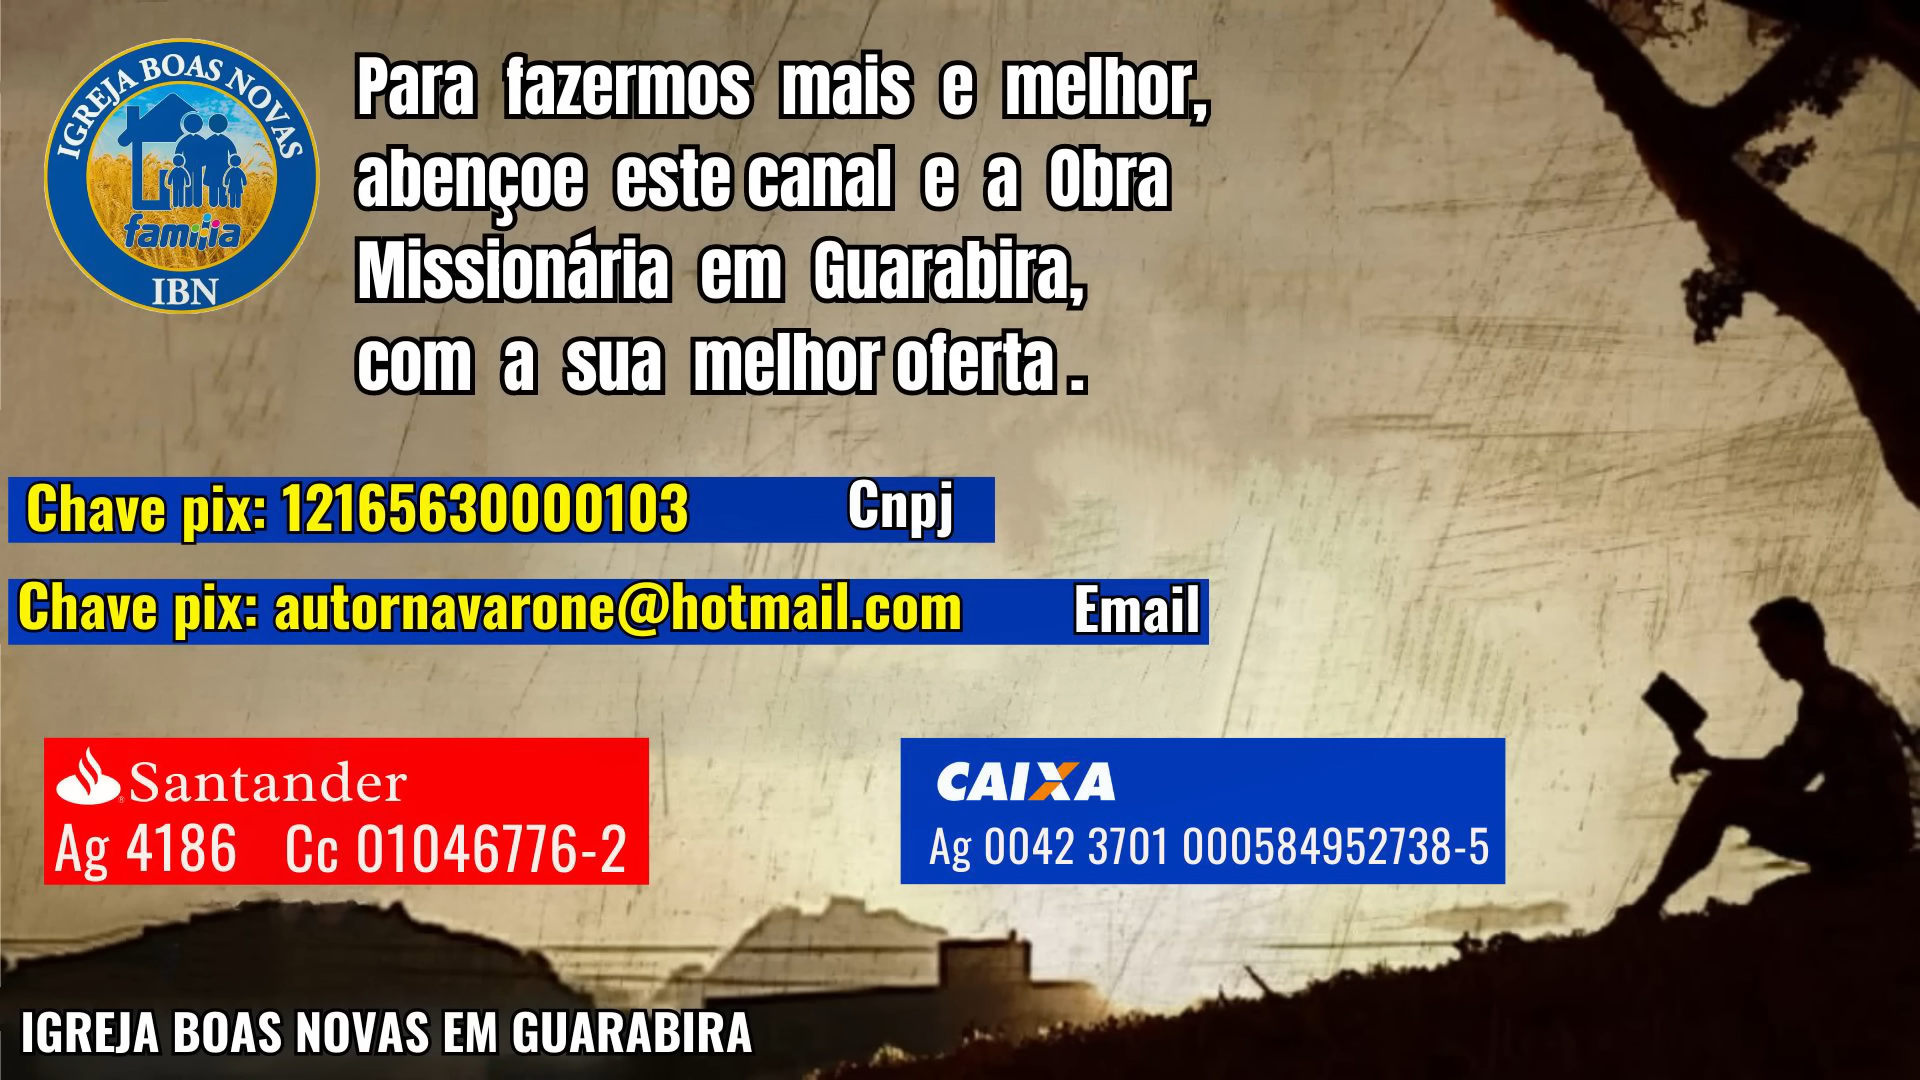 IGREJA BOAS NOVAS
família
IBN
Para fazermos mais e melhor,
abençoe este canal e a Obra
Missionária em Guarabira,
com a sua melhor oferta .
Chave pix: 12165630000103 Cnpj
Chave pix: autornavarone@hotmail.com Email
Santander
Ag 4186 Cc 01046776-2
CAIXA
Ag 0042 3701 000584952738-5
IGREJA BOAS NOVAS EM GUARABIRA